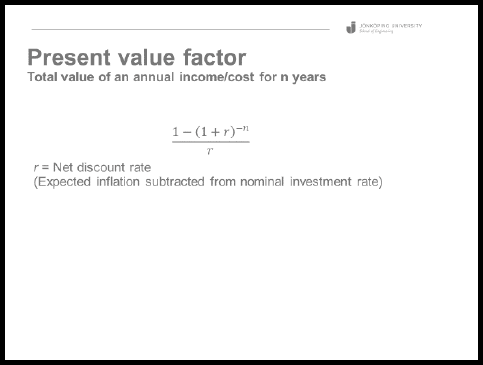 JÖNKÖPING UNIVERSITY
School of Engineering
Present value factor
Total value of an annual income/cost for n years
1 − (1 + r)^−n
r
r = Net discount rate
(Expected inflation subtracted from nominal investment rate)